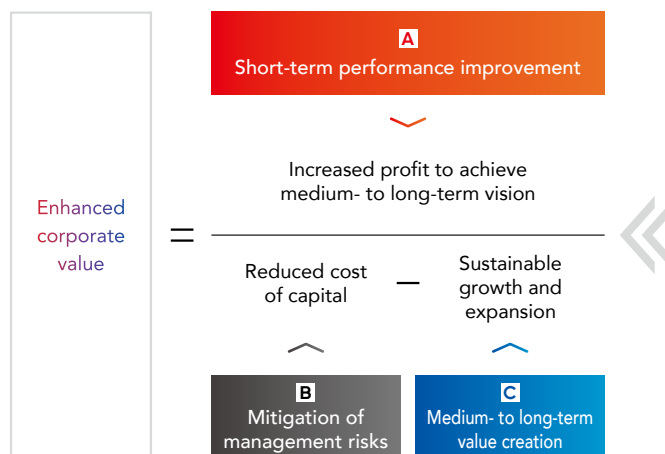 A
Short-term performance improvement
Increased profit to achieve
medium- to long-term vision
Enhanced
corporate
value
=
Reduced cost
of capital
—
Sustainable
growth and
expansion
B
Mitigation of
management risks
C
Medium- to long-term
value creation